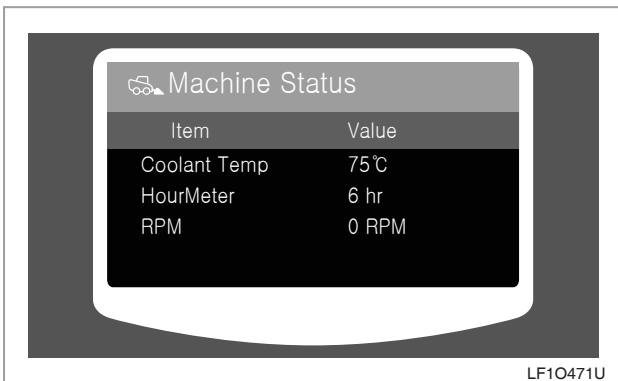 Machine Status
Item Value
Coolant Temp 75℃
HourMeter 6 hr
RPM 0 RPM
LF1O471U